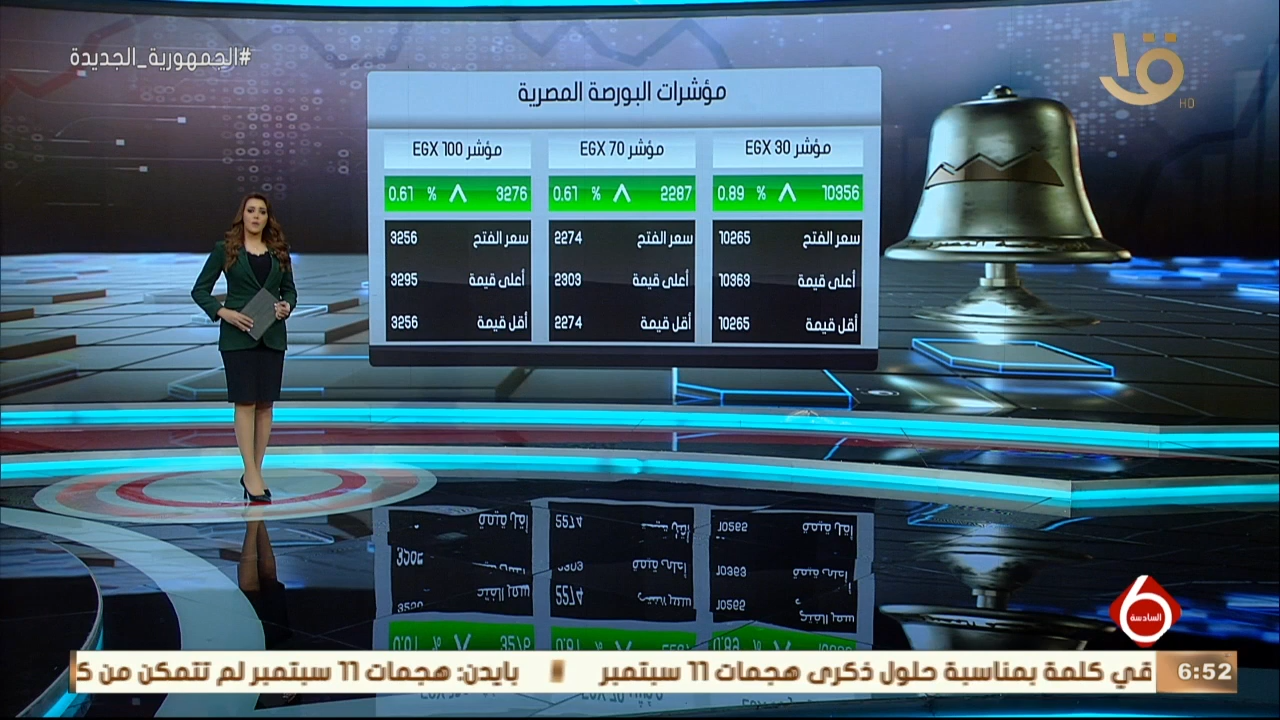 #الجمهورية_الجديدة
HD
مؤشرات البورصة المصرية
مؤشر EGX 30
10356 % 0.89
سعر الفتح 10265
أعلى قيمة 10363
أقل قيمة 10265
مؤشر EGX 70
2287 % 0.61
سعر الفتح 2274
أعلى قيمة 2303
أقل قيمة 2274
مؤشر EGX 100
3276 % 0.61
سعر الفتح 3256
أعلى قيمة 3295
أقل قيمة 3256
6
السادسة
6:52
في كلمة بمناسبة حلول ذكرى هجمات 11 سبتمبر
بايدن: هجمات 11 سبتمبر لم تتمكن من